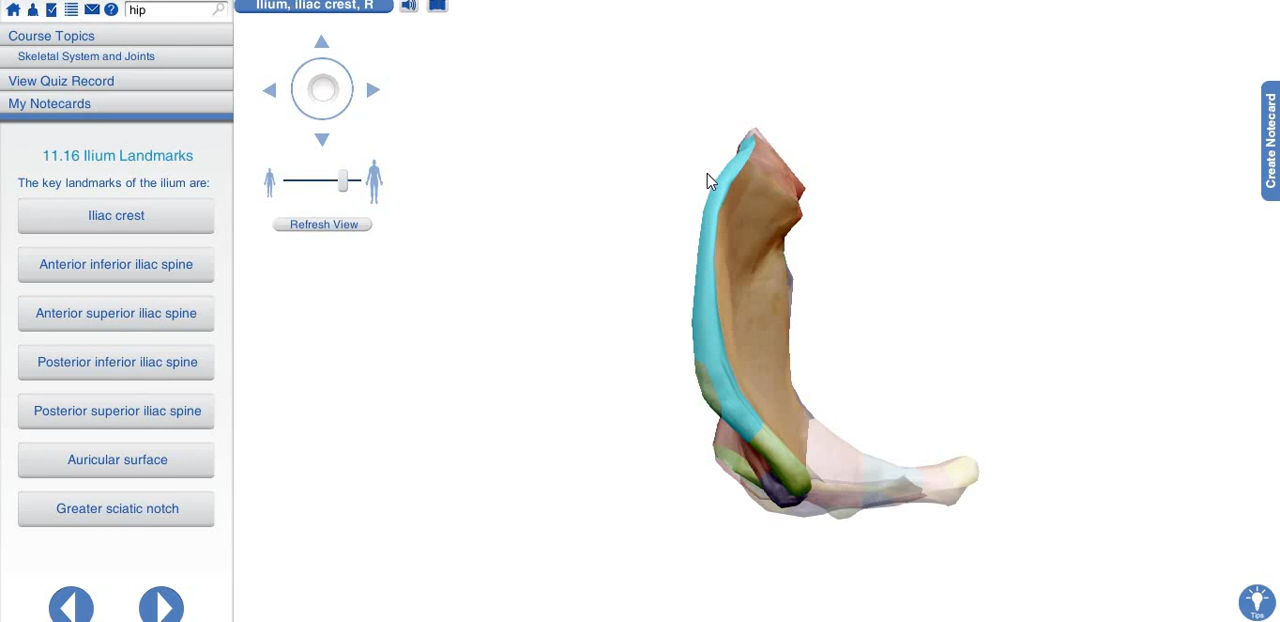 hip
Ilium, iliac crest, R
Course Topics
Skeletal System and Joints
View Quiz Record
My Notecards
11.16 Ilium Landmarks
The key landmarks of the ilium are:
Iliac crest
Anterior inferior iliac spine
Anterior superior iliac spine
Posterior inferior iliac spine
Posterior superior iliac spine
Auricular surface
Greater sciatic notch
Refresh View
Create Notecard
Tips